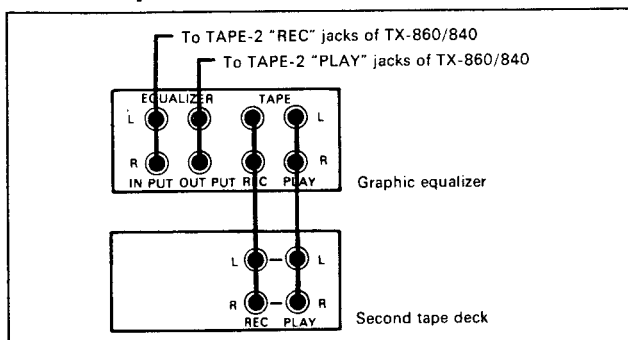 To TAPE-2 "REC" jacks of TX-860/840
To TAPE-2 "PLAY" jacks of TX-860/840
EQUALIZER TAPE
L L
R R
IN PUT OUT PUT REC PLAY
Graphic equalizer
L L
R R
REC PLAY
Second tape deck